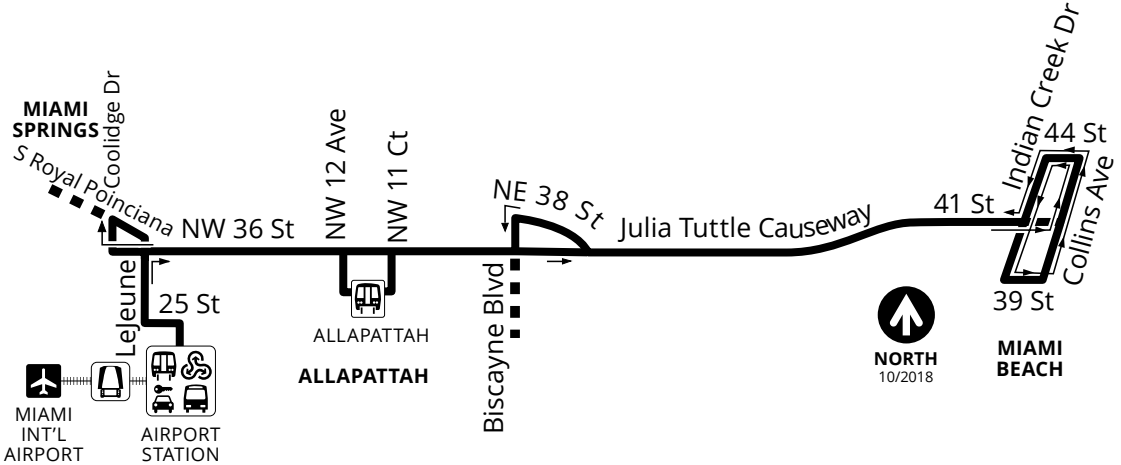 MIAMI
SPRINGS
Coolidge Dr
S Royal Poinciana
NW 36 St
NW 12 Ave
NW 11 Ct
NE 38 St
Julia Tuttle Causeway
41 St
Indian Creek Dr
44 St
Collins Ave
39 St
MIAMI
BEACH
LeJeune
25 St
ALLAPATTAH
ALLAPATTAH
Biscayne Blvd
NORTH
10/2018
MIAMI
INT'L
AIRPORT
AIRPORT
STATION